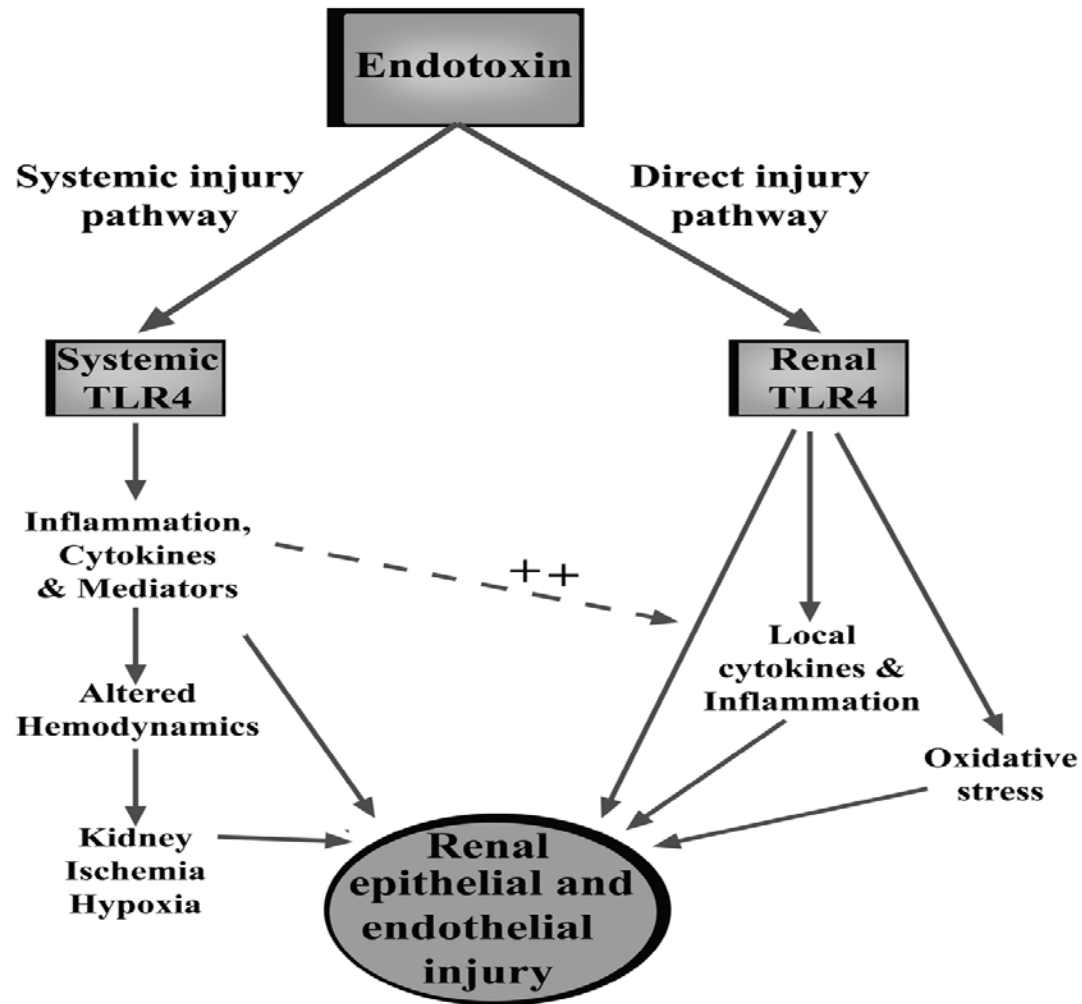 Endotoxin
Systemic injury
pathway
Direct injury
pathway
Systemic
TLR4
Renal
TLR4
Inflammation,
Cytokines
& Mediators
++
Local
cytokines &
Inflammation
Altered
Hemodynamics
Oxidative
stress
Kidney
Ischemia
Hypoxia
Renal
epithelial and
endothelial
injury